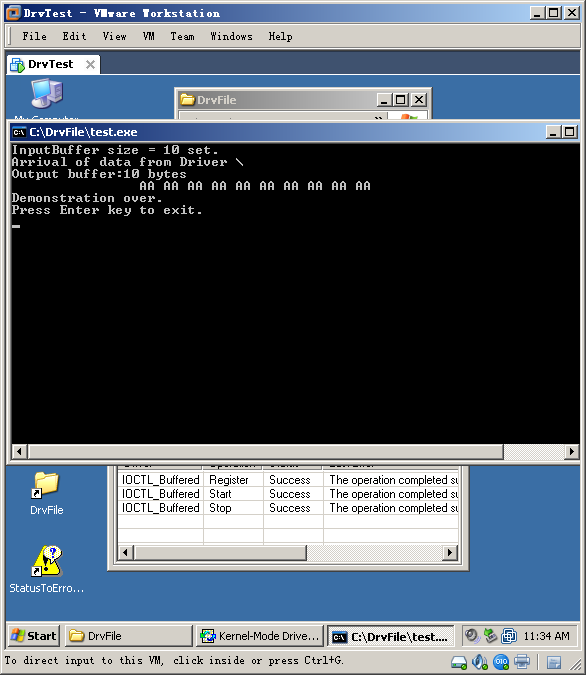 DrvTest - VMware Workstation
File Edit View VM Team Windows Help
DrvTest
My Computer
DrvFile
C:\DrvFile\test.exe
InputBuffer size = 10 set.
Arrival of data from Driver \
Output buffer:10 bytes
AA AA AA AA AA AA AA AA AA AA
Demonstration over.
Press Enter key to exit.
IOCTL_Buffered Register Success The operation completed su
IOCTL_Buffered Start Success The operation completed su
IOCTL_Buffered Stop Success The operation completed su
DrvFile
StatusToErro...
Start DrvFile Kernel-Mode Drive... C:\DrvFile\test.... 11:34 AM
To direct input to this VM, click inside or press Ctrl+G.